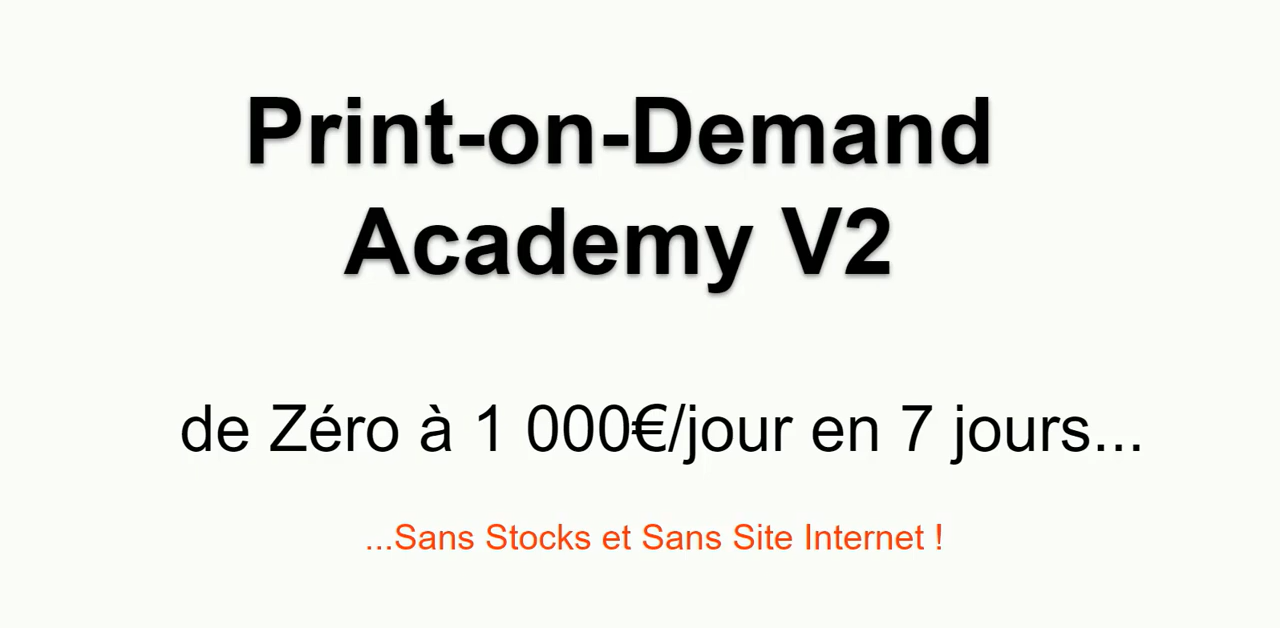 Print-on-Demand
Academy V2
de Zéro à 1 000€/jour en 7 jours...
...Sans Stocks et Sans Site Internet !